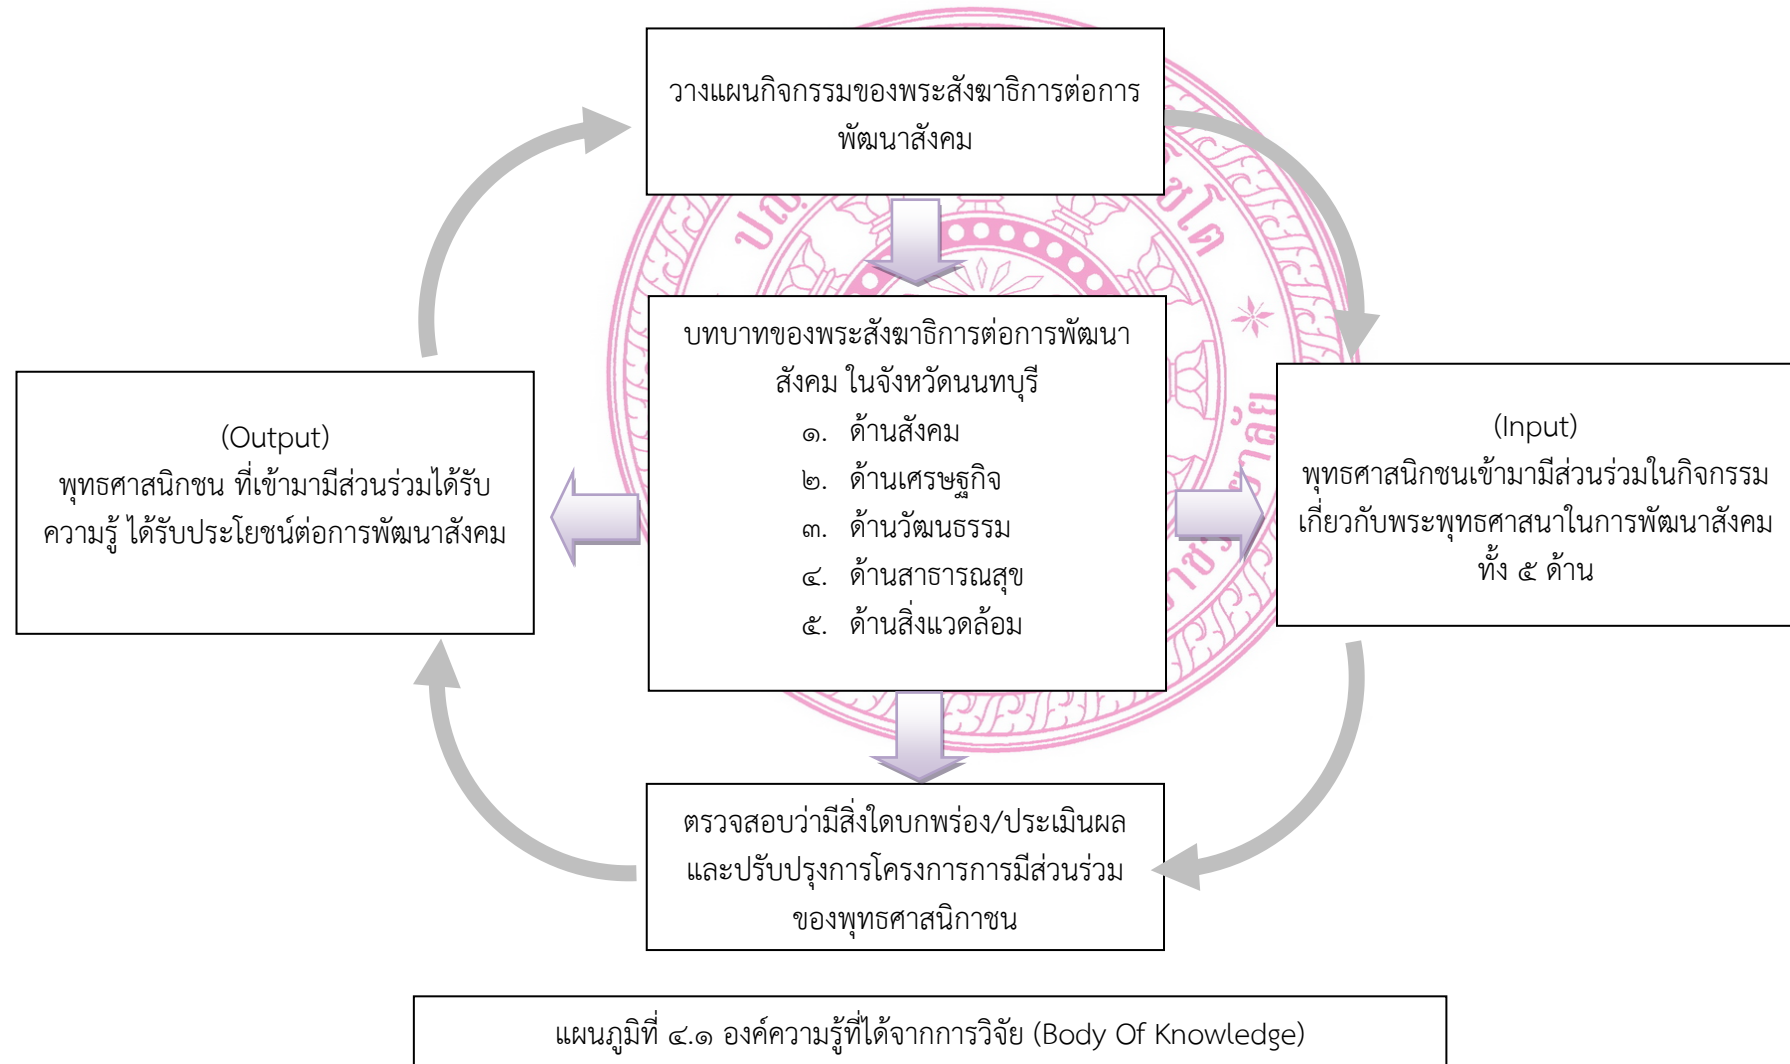 วางแผนกิจกรรมของพระสังฆาธิการต่อการ
พัฒนาสังคม
บทบาทของพระสังฆาธิการต่อการพัฒนา
สังคม ในจังหวัดนนทบุรี
๑. ด้านสังคม
๒. ด้านเศรษฐกิจ
๓. ด้านวัฒนธรรม
๔. ด้านสาธารณสุข
๕. ด้านสิ่งแวดล้อม
(Output)
พุทธศาสนิกชน ที่เข้ามามีส่วนร่วมได้รับ
ความรู้ ได้รับประโยชน์ต่อการพัฒนาสังคม
(Input)
พุทธศาสนิกชนเข้ามามีส่วนร่วมในกิจกรรม
เกี่ยวกับพระพุทธศาสนาในการพัฒนาสังคม
ทั้ง ๕ ด้าน
ตรวจสอบว่ามีสิ่งใดบกพร่อง/ประเมินผล
และปรับปรุงการโครงการการมีส่วนร่วม
ของพุทธศาสนิกาชน
แผนภูมิที่ ๔.๑ องค์ความรู้ที่ได้จากการวิจัย (Body Of Knowledge)